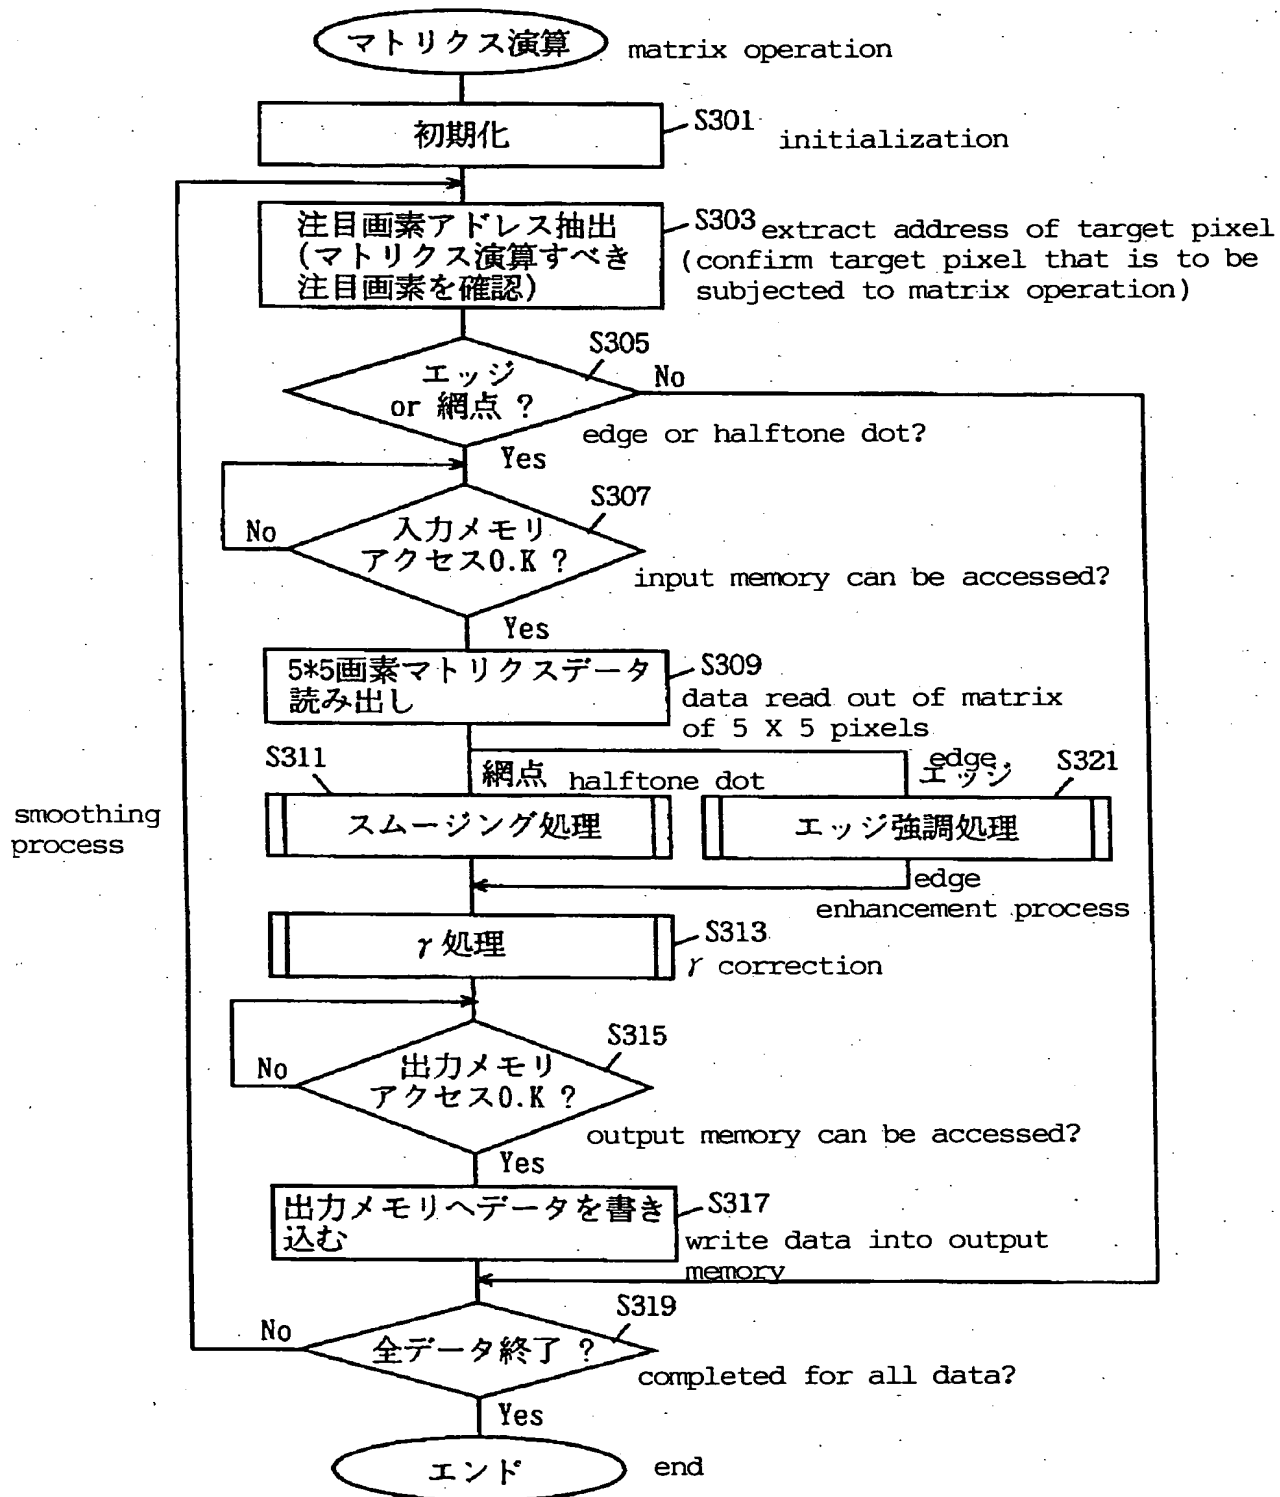 マトリクス演算
matrix operation
初期化
S301
initialization
注目画素アドレス抽出
(マトリクス演算すべき
注目画素を確認)
S303
extract address of target pixel
(confirm target pixel that is to be
subjected to matrix operation)
S305
エッジ
or 網点 ?
No
edge or halftone dot?
Yes
S307
No
入力メモリ
アクセスO.K ?
input memory can be accessed?
Yes
5*5画素マトリクスデータ
読み出し
S309
data read out of matrix
of 5 X 5 pixels
S311
網点
halftone dot
edge
エッジ
S321
smoothing
process
スムージング処理
エッジ強調処理
edge
enhancement process
γ 処理
S313
γ correction
S315
No
出力メモリ
アクセスO.K ?
output memory can be accessed?
Yes
出力メモリへデータを書き
込む
S317
write data into output
memory
S319
No
全データ終了 ?
completed for all data?
Yes
エンド
end